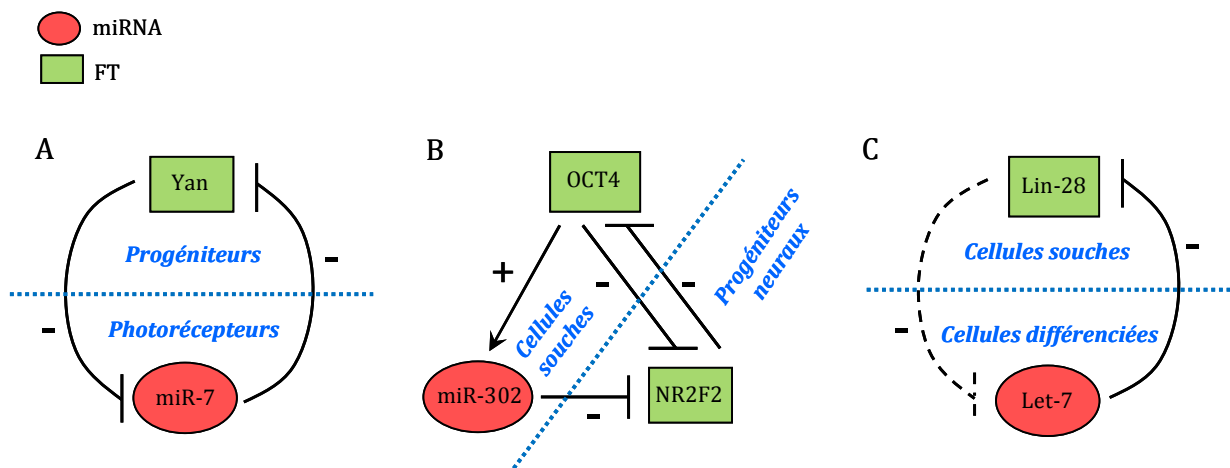 miRNA
FT
A
Yan
Progéniteurs
-
-
Photorécepteurs
miR-7
B
OCT4
+
-
-
Cellules
souches
Progéniteurs
neuraux
miR-302
-
NR2F2
C
Lin-28
Cellules souches
-
-
Cellules différenciées
Let-7